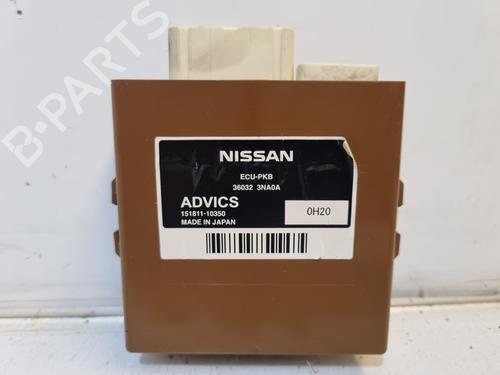 B-PARTS
NISSAN
ECU-PKB
36032 3NA0A
ADVICS
151811-10350
MADE IN JAPAN
0H20